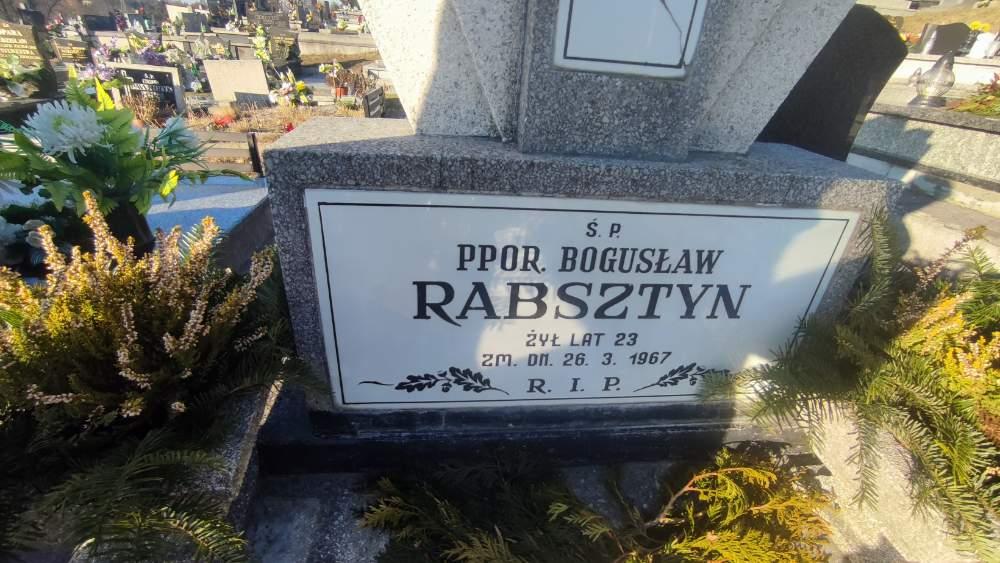 Ś. P.
PPOR. BOGUSŁAW
RABSZTYN
ŻYŁ LAT 23
ZM. DN. 26. 3. 1967
R. I. P.